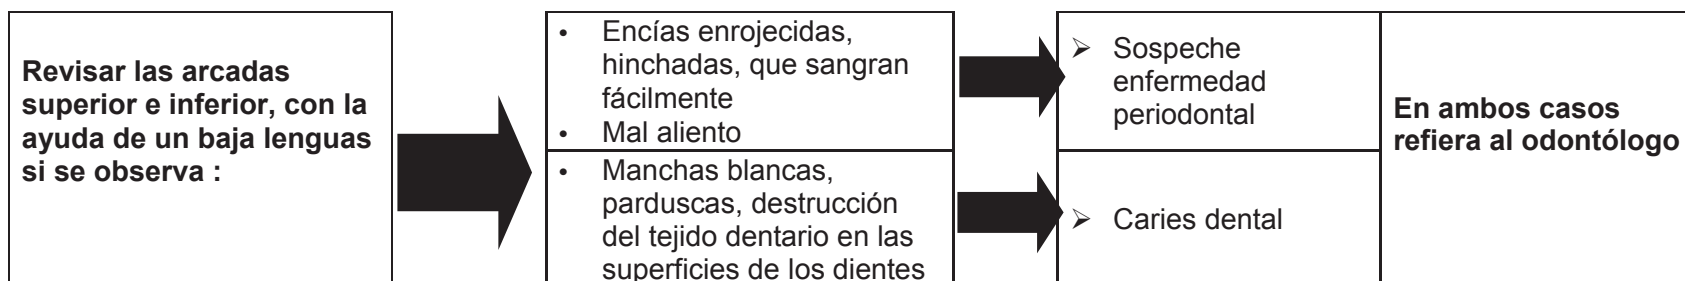 Revisar las arcadas
superior e inferior, con la
ayuda de un baja lenguas
si se observa :
• Encías enrojecidas,
hinchadas, que sangran
fácilmente
• Mal aliento
• Manchas blancas,
parduscas, destrucción
del tejido dentario en las
superficies de los dientes
➢ Sospeche
enfermedad
periodontal
➢ Caries dental
En ambos casos
refiera al odontólogo